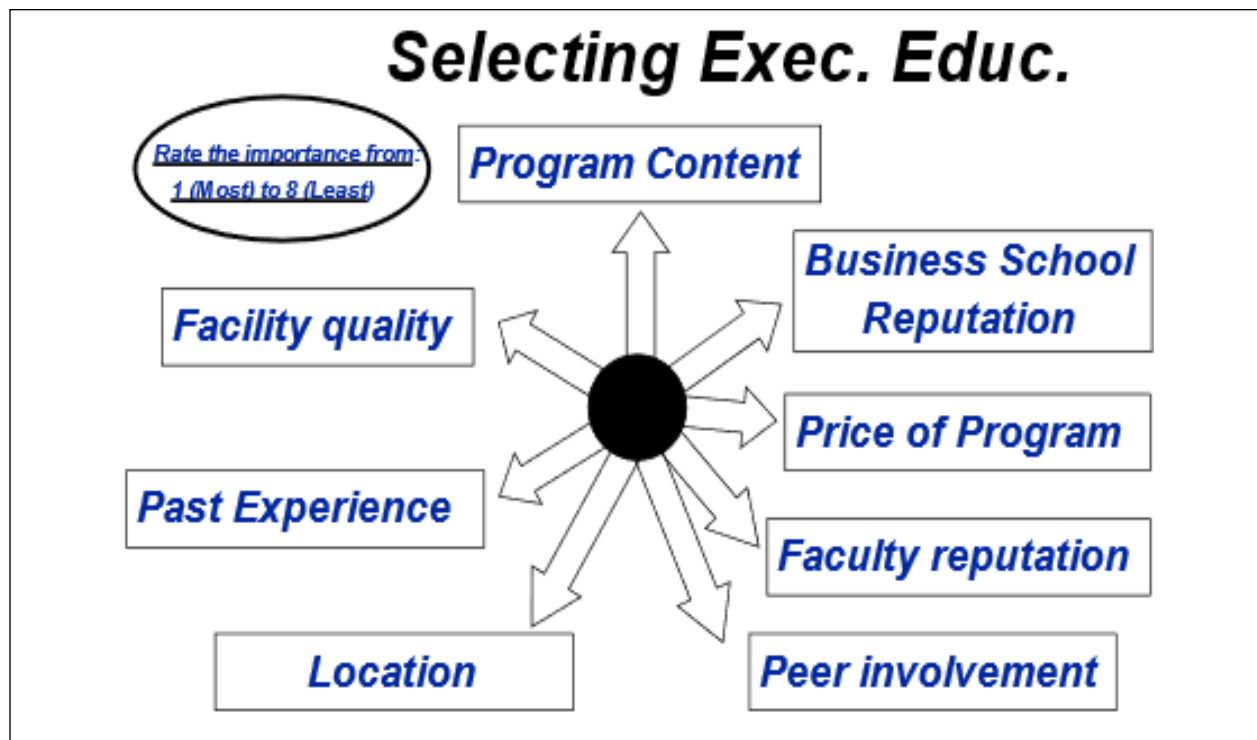 Selecting Exec. Educ.
Rate the importance from:
1 (Most) to 8 (Least)
Program Content
Business School
Reputation
Facility quality
Price of Program
Past Experience
Faculty reputation
Location
Peer involvement